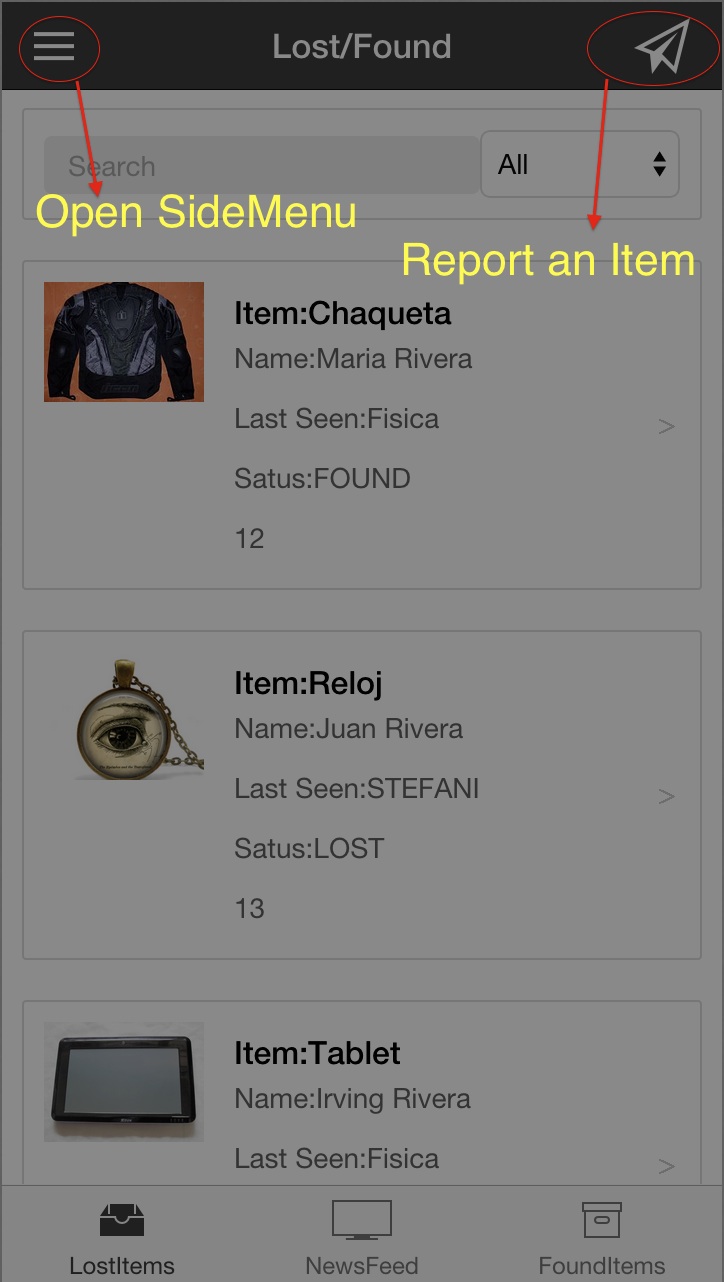 Lost/Found
Search
All
Open SideMenu
Report an Item
Item:Chaqueta
Name:Maria Rivera
Last Seen:Fisica
>
Satus:FOUND
12
Item:Reloj
Name:Juan Rivera
Last Seen:STEFANI
>
Satus:LOST
13
Item:Tablet
Name:Irving Rivera
Last Seen:Fisica
>
LostItems
NewsFeed
FoundItems